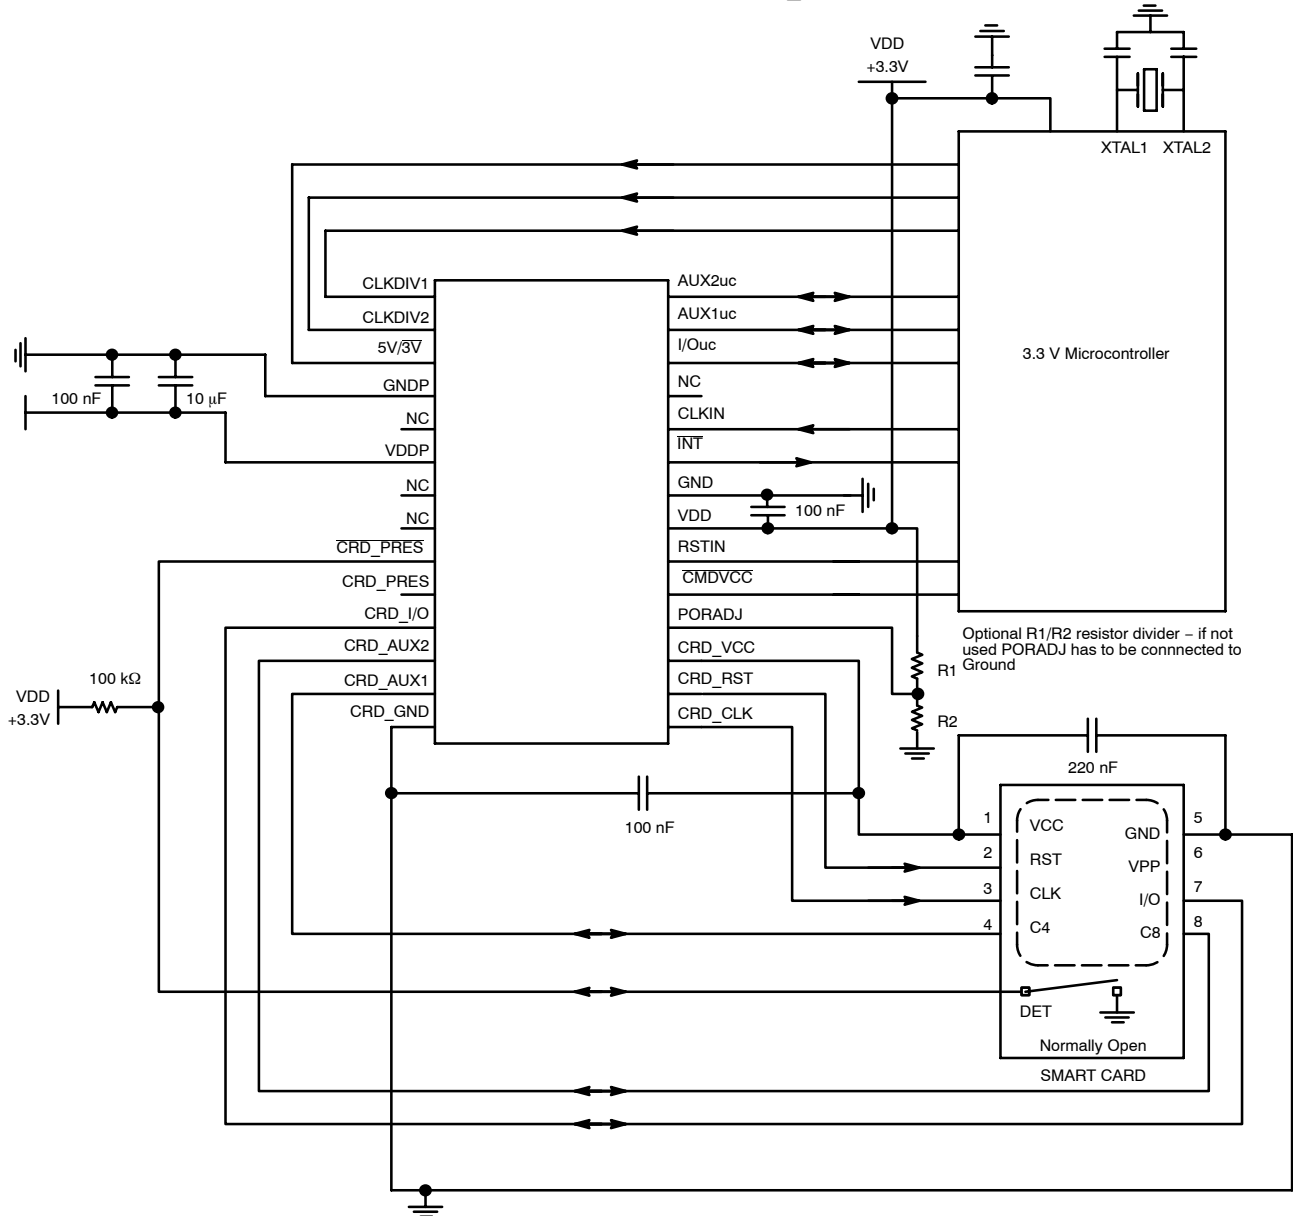 VDD
+3.3V
XTAL1 XTAL2
CLKDIV1
CLKDIV2
5V/3V
GNDP
NC
VDDP
NC
NC
CRD_PRES
CRD_PRES
CRD_I/O
CRD_AUX2
CRD_AUX1
CRD_GND
100 nF
10 μF
AUX2uc
AUX1uc
I/Ouc
NC
CLKIN
INT
GND
100 nF
VDD
RSTIN
CMDVCC
PORADJ
CRD_VCC
CRD_RST
CRD_CLK
3.3 V Microcontroller
Optional R1/R2 resistor divider – if not
used PORADJ has to be connnected to
Ground
R1
R2
100 kΩ
VDD
+3.3V
100 nF
220 nF
1
VCC
GND
5
2
RST
VPP
6
3
CLK
I/O
7
4
C4
C8
8
DET
Normally Open
SMART CARD